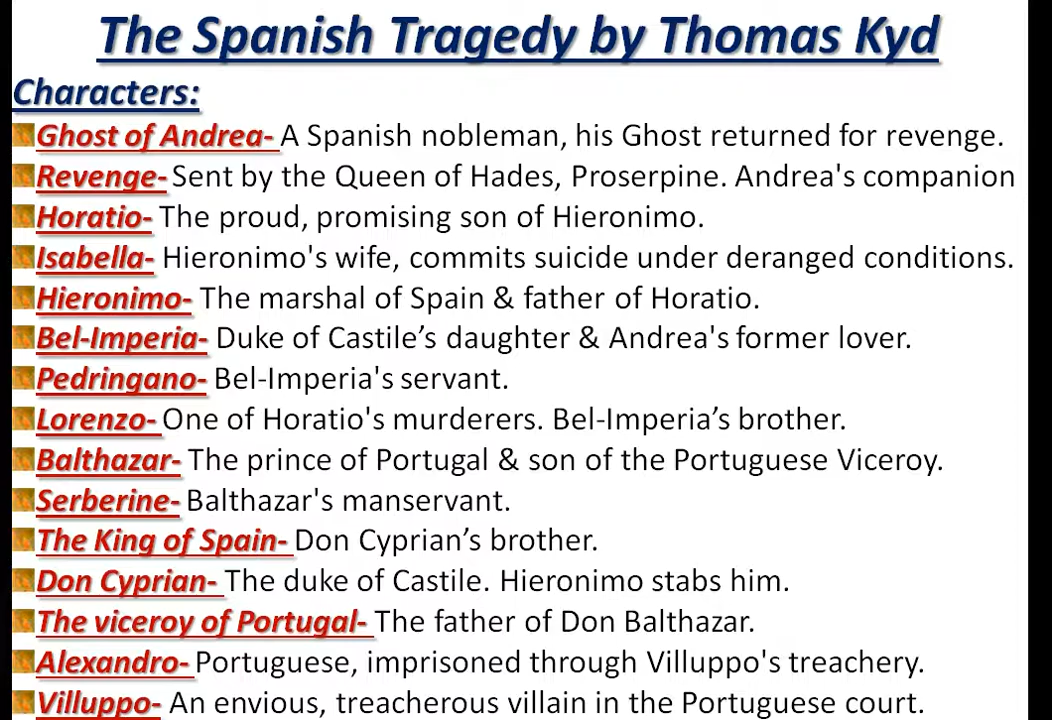 The Spanish Tragedy by Thomas Kyd
Characters:
Ghost of Andrea- A Spanish nobleman, his Ghost returned for revenge.
Revenge- Sent by the Queen of Hades, Proserpine. Andrea's companion
Horatio- The proud, promising son of Hieronimo.
Isabella- Hieronimo's wife, commits suicide under deranged conditions.
Hieronimo- The marshal of Spain & father of Horatio.
Bel-Imperia- Duke of Castile’s daughter & Andrea's former lover.
Pedringano- Bel-Imperia's servant.
Lorenzo- One of Horatio's murderers. Bel-Imperia’s brother.
Balthazar- The prince of Portugal & son of the Portuguese Viceroy.
Serberine- Balthazar's manservant.
The King of Spain- Don Cyprian’s brother.
Don Cyprian- The duke of Castile. Hieronimo stabs him.
The viceroy of Portugal- The father of Don Balthazar.
Alexandro- Portuguese, imprisoned through Villuppo's treachery.
Villuppo- An envious, treacherous villain in the Portuguese court.